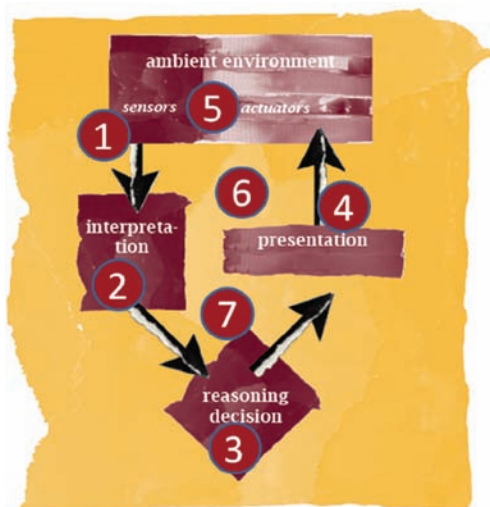 ambient environment
sensors 5 actuators
1
6
4
interpreta-
tion
presentation
2
7
reasoning
decision
3